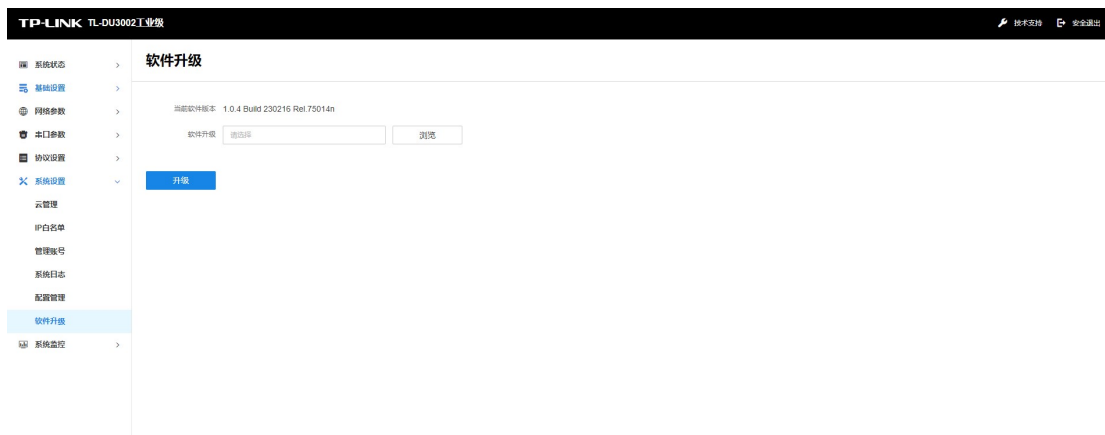 TP-LINK TL-DU3002工业级
技术支持 安全退出
系统状态
基础设置
网络参数
串口参数
协议设置
系统设置
云管理
IP白名单
管理账号
系统日志
配置管理
软件升级
系统监控
软件升级
当前软件版本 1.0.4 Build 230216 Rel.75014n
软件升级 请选择 浏览
升级